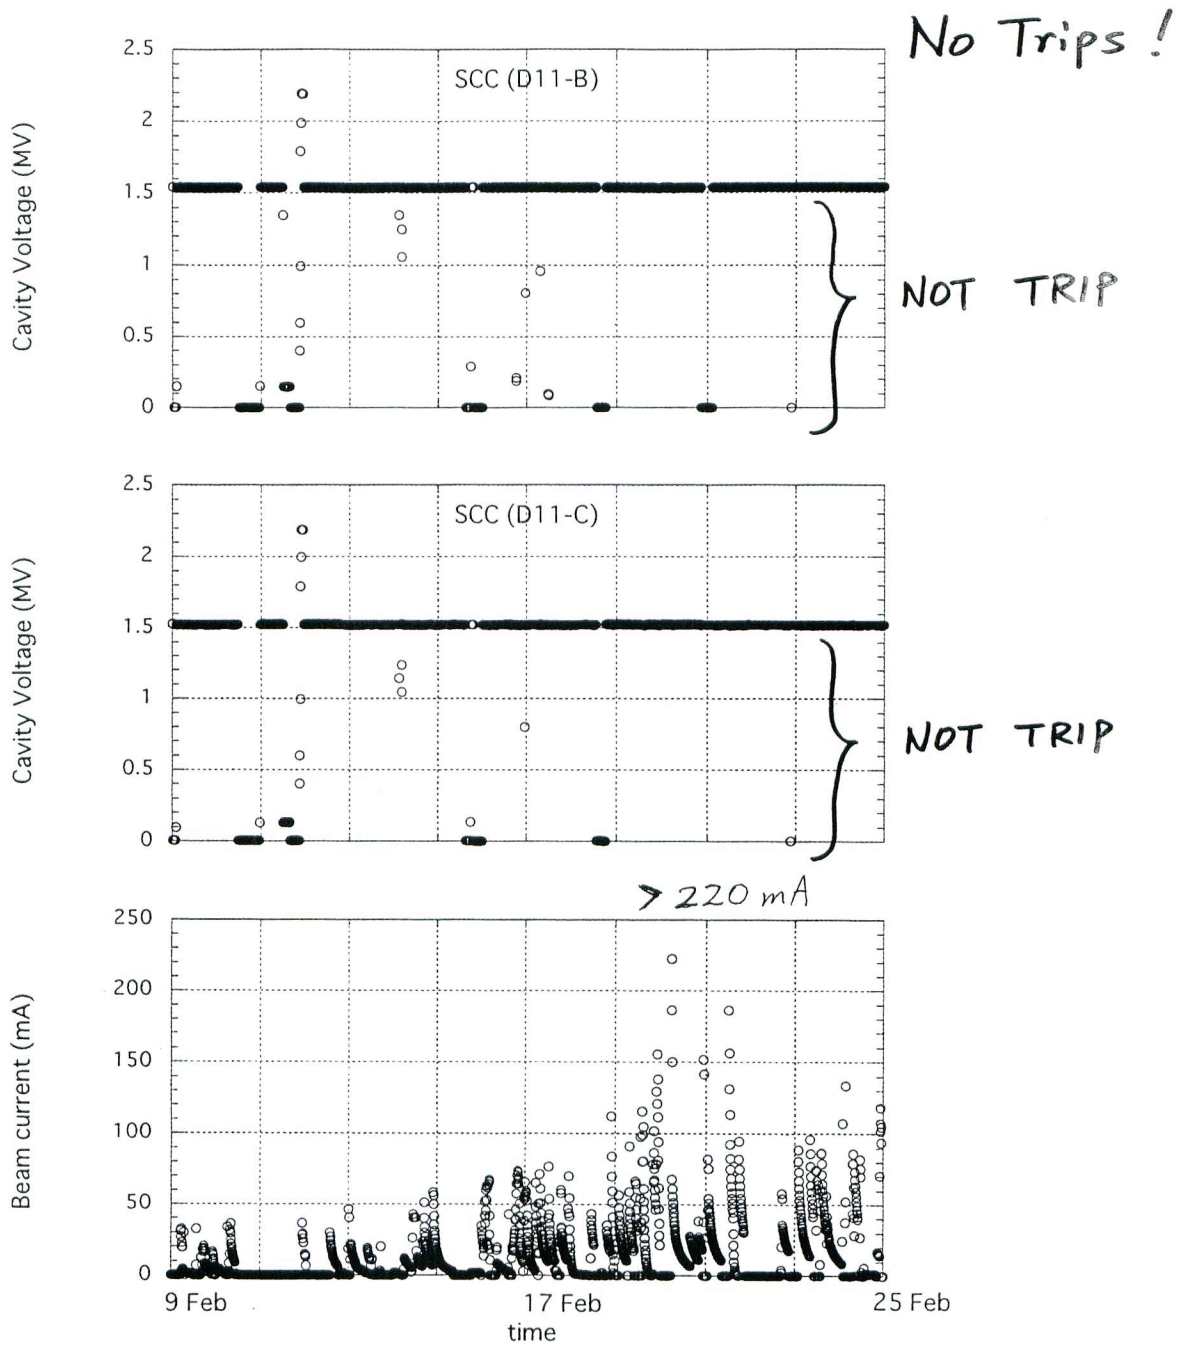 No Trips !
2.5
SCC (D11-B)
2
1.5
1
0.5
0
Cavity Voltage (MV)
NOT TRIP
2.5
SCC (D11-C)
2
1.5
1
0.5
0
Cavity Voltage (MV)
NOT TRIP
> 220 mA
250
200
150
100
50
0
Beam current (mA)
9 Feb 17 Feb 25 Feb
time